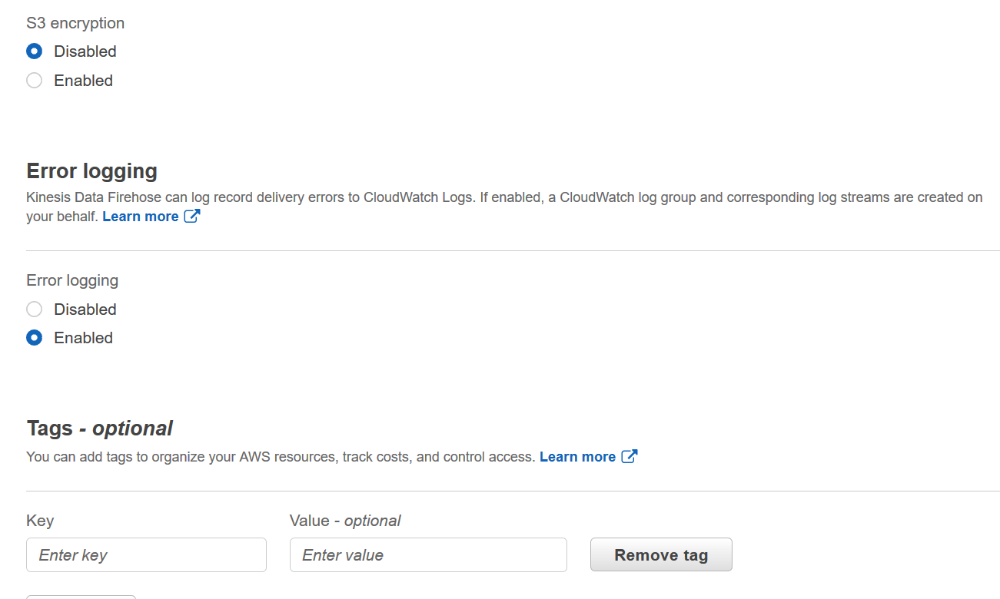 S3 encryption
Disabled
Enabled
Error logging
Kinesis Data Firehose can log record delivery errors to CloudWatch Logs. If enabled, a CloudWatch log group and corresponding log streams are created on
your behalf. Learn more
Error logging
Disabled
Enabled
Tags - optional
You can add tags to organize your AWS resources, track costs, and control access. Learn more
Key Value - optional
Enter key Enter value Remove tag